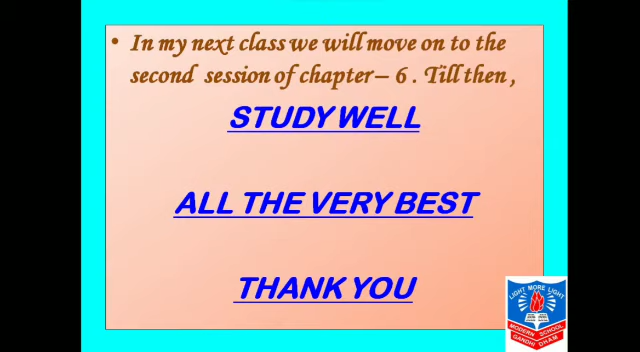 • In my next class we will move on to the
second session of chapter – 6 . Till then ,
STUDY WELL
ALL THE VERY BEST
THANK YOU
LIGHT MORE LIGHT
MODERN SCHOOL
GANDHIDHAM